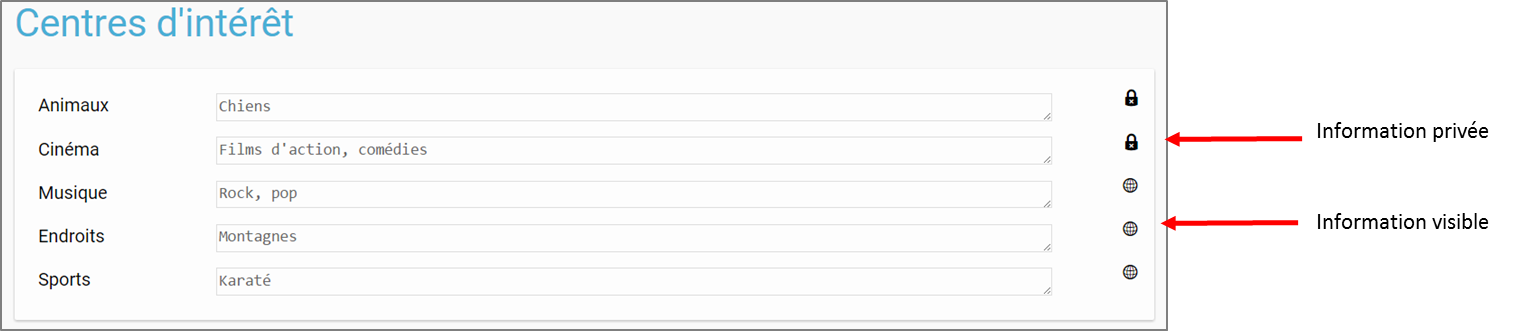 Centres d'intérêt
Animaux Chiens
Cinéma Films d'action, comédies
Information privée
Musique Rock, pop
Endroits Montagnes
Information visible
Sports Karaté